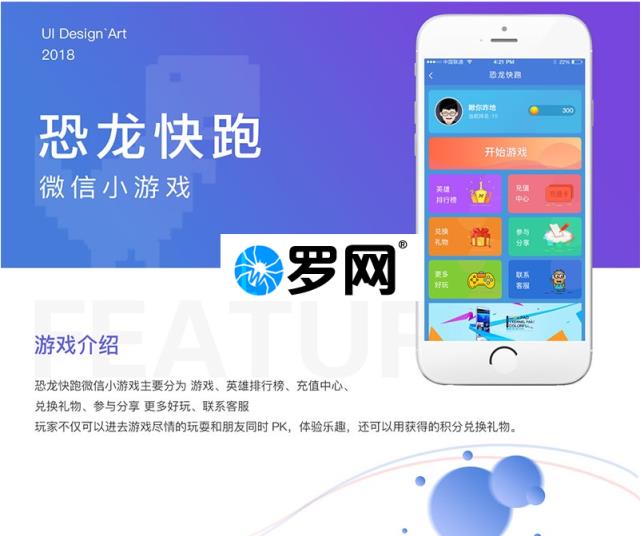 UI Design`Art
2018
恐龙快跑
微信小游戏
中国联通
4:21 PM
22%
恐龙快跑
瞅你咋地
300
开始游戏
英雄
排行榜
充值
中心
兑换
礼物
参与
分享
更多
好玩
联系
客服
罗网®
FEATUR
游戏介绍
恐龙快跑微信小游戏主要分为 游戏、英雄排行榜、充值中心、
兑换礼物、参与分享 更多好玩、联系客服
玩家不仅可以进去游戏尽情的玩耍和朋友同时 PK，体验乐趣，还可以用获得的积分兑换礼物。